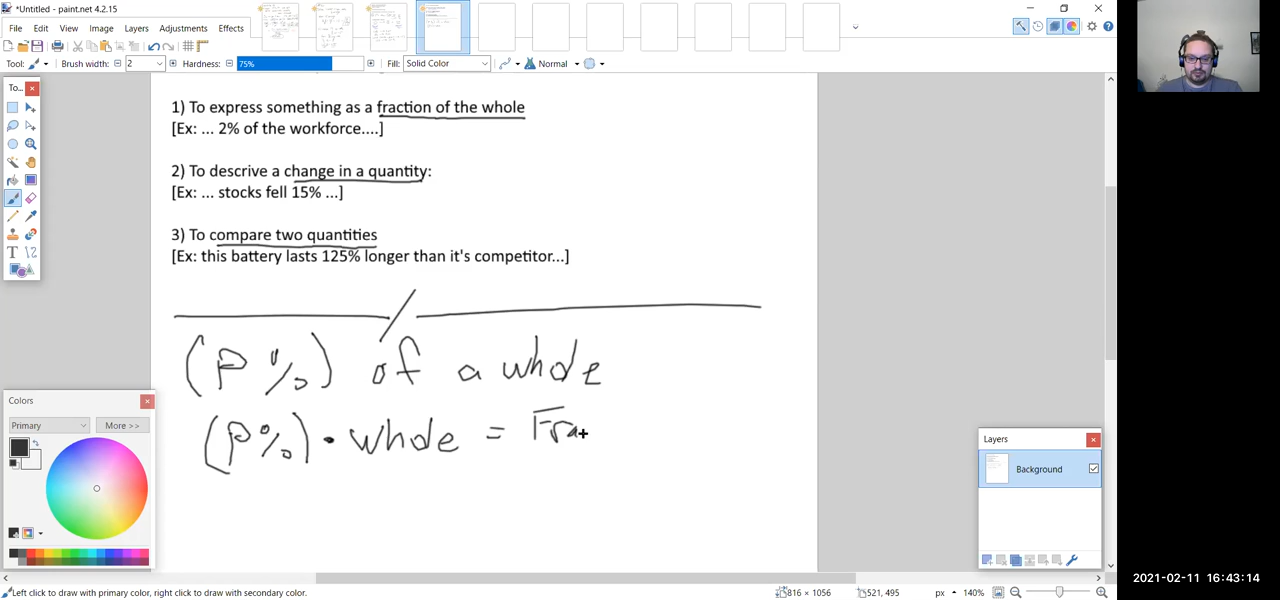 *Untitled - paint.net 4.2.15
File Edit View Image Layers Adjustments Effects
Tool: Brush width: 2 Hardness: 75% Fill: Solid Color Normal
To...
1) To express something as a fraction of the whole
[Ex: ... 2% of the workforce....]
2) To descrive a change in a quantity:
[Ex: ... stocks fell 15% ...]
3) To compare two quantities
[Ex: this battery lasts 125% longer than it's competitor...]
(P%) of a whole
(P%) • whole = Fra
Colors
Primary More >>
Layers
Background
2021-02-11 16:43:14
Left click to draw with primary color, right click to draw with secondary color. 816 x 1056 521, 495 px 140%